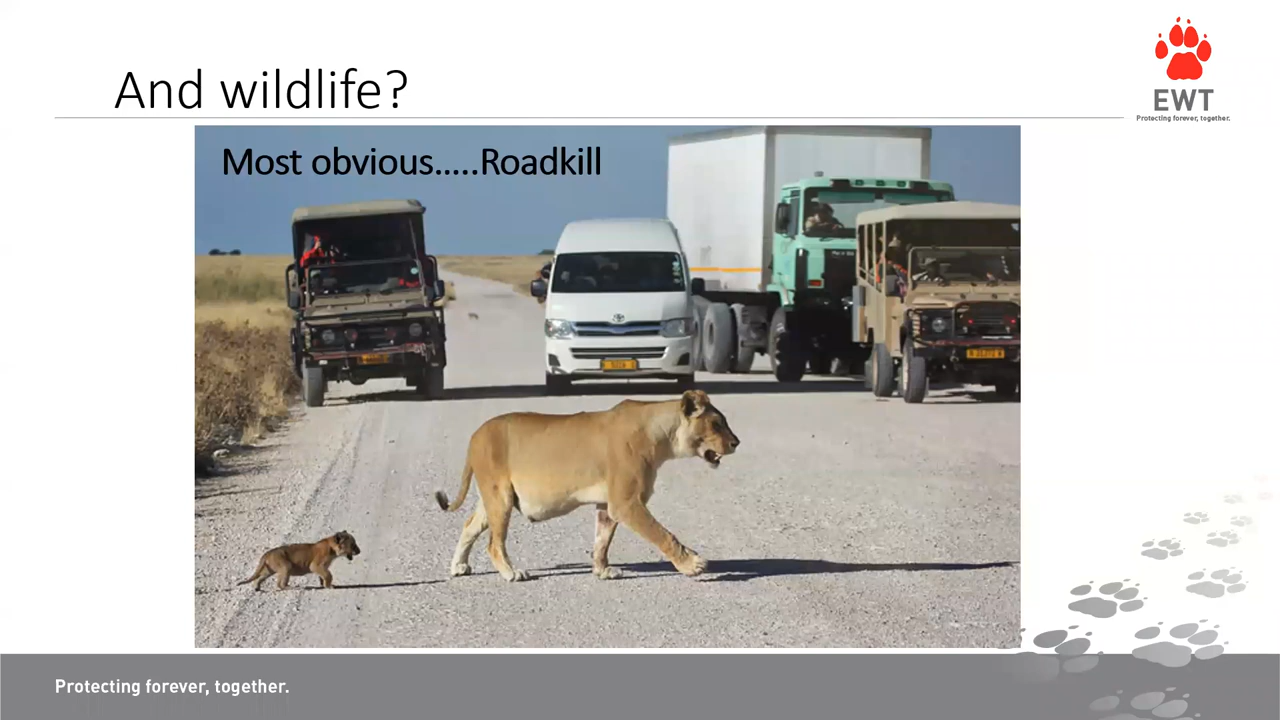 And wildlife?
EWT
Protecting forever, together.
Most obvious.....Roadkill
Protecting forever, together.